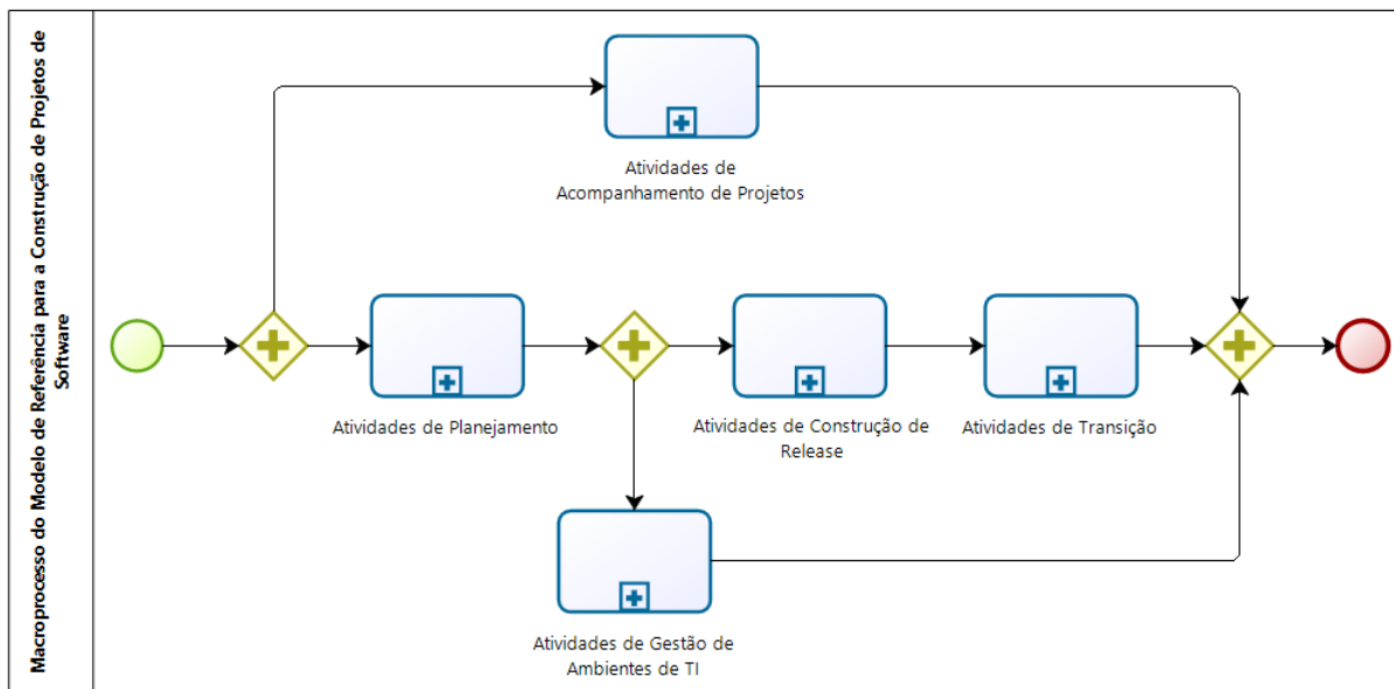 Macroprocesso do Modelo de Referência para a Construção de Projetos de
Software
Atividades de
Acompanhamento de Projetos
Atividades de Planejamento
Atividades de Construção de
Release
Atividades de Transição
Atividades de Gestão de
Ambientes de TI